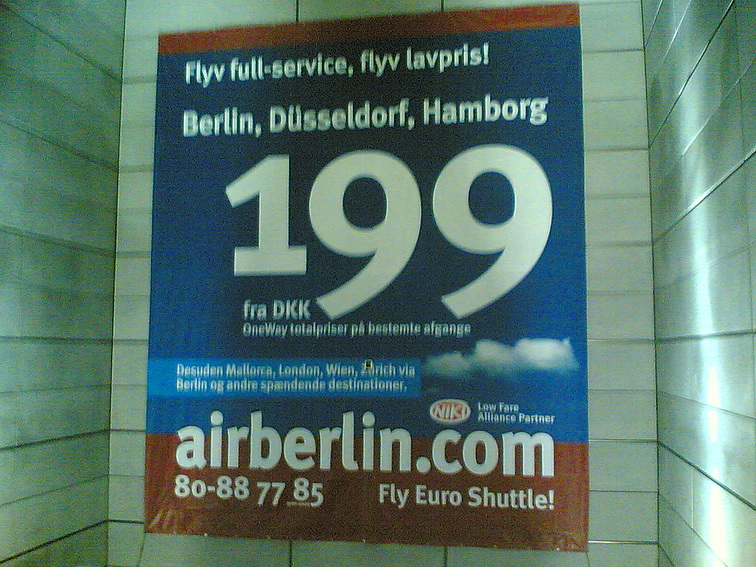 Flyv full-service, flyv lavpris!
Berlin, Düsseldorf, Hamborg
199
fra DKK
OneWay totalpriser på bestemte afgange
Desuden Mallorca, London, Wien, Zürich via
Berlin og andre spændende destinationer.
NIKI
Low Fare
Alliance Partner
airberlin.com
80-88 77 85
Fly Euro Shuttle!